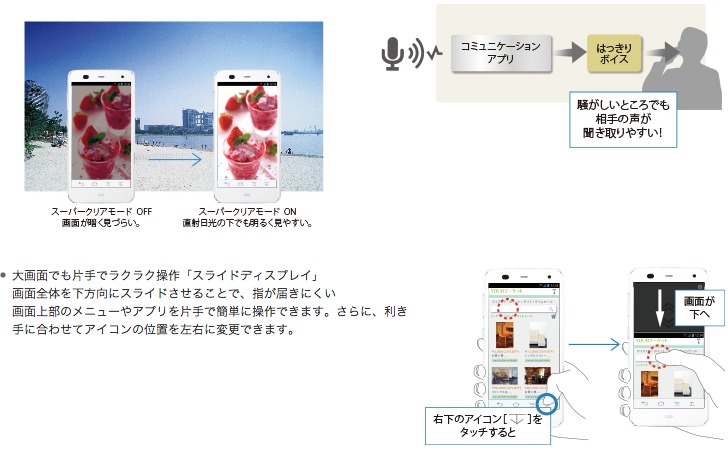 コミュニケーション
アプリ
はっきり
ボイス
騒がしいところでも
相手の声が
聞き取りやすい!
スーパークリアモード OFF
画面が暗く見づらい。
スーパークリアモード ON
直射日光の下でも明るく見やすい。
● 大画面でも片手でラクラク操作「スライドディスプレイ」
画面全体を下方向にスライドさせることで、指が届きにくい
画面上部のメニューやアプリを片手で簡単に操作できます。さらに、利き
手に合わせてアイコンの位置を左右に変更できます。
右下のアイコン[ ]を
タッチすると
画面が
下へ